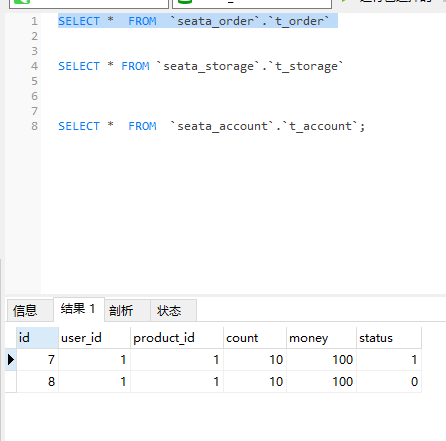 1 SELECT * FROM `seata_order`.`t_order`
2
3
4 SELECT * FROM `seata_storage`.`t_storage`
5
6
7
8 SELECT * FROM `seata_account`.`t_account`;
信息 结果 1 剖析 状态
id user_id product_id count money status
7 1 1 10 100 1
8 1 1 10 100 0